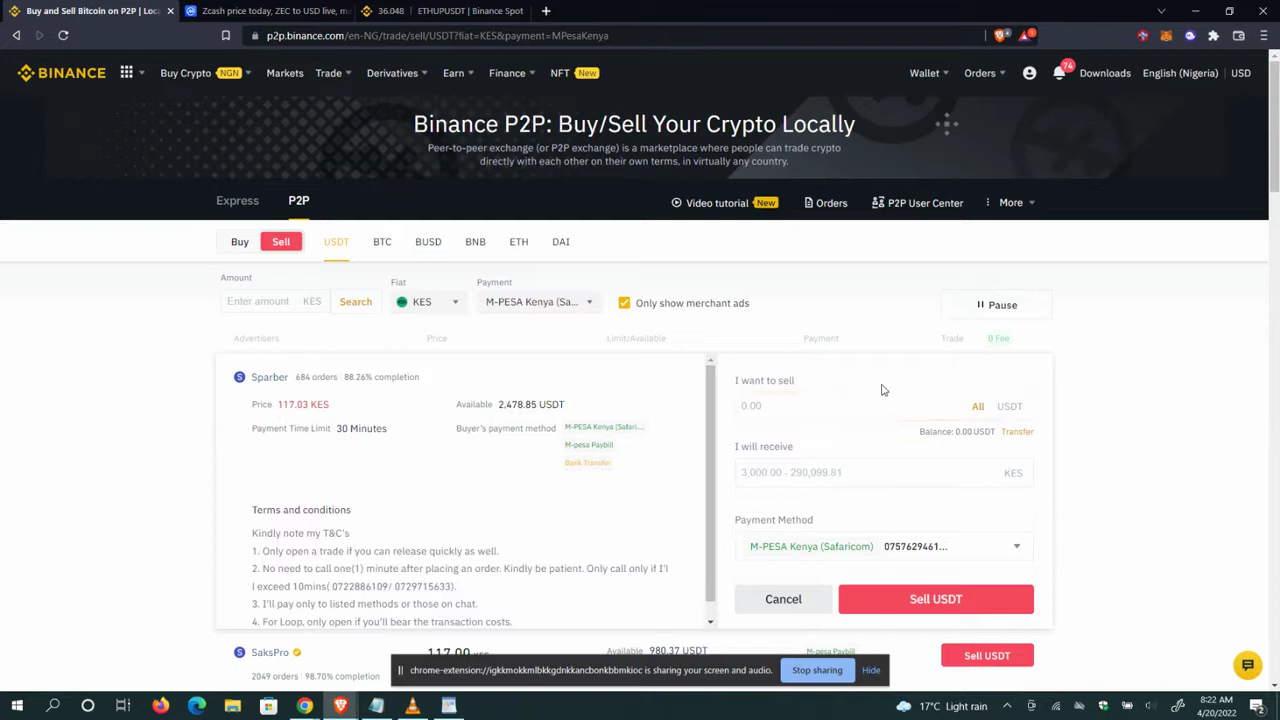 Buy and Sell Bitcoin on P2P | Loca
Zcash price today, ZEC to USD live, m
36.048 | ETHUPUSDT | Binance Spot
p2p.binance.com/en-NG/trade/sell/USDT?fiat=KES&payment=MPesaKenya
BINANCE
Buy Crypto NGN
Markets
Trade
Derivatives
Earn
Finance
NFT New
Wallet
Orders
74
Downloads
English (Nigeria)
USD
Binance P2P: Buy/Sell Your Crypto Locally
Peer-to-peer exchange (or P2P exchange) is a marketplace where people can trade crypto
directly with each other on their own terms, in virtually any country.
Express
P2P
Video tutorial New
Orders
P2P User Center
More
Buy
Sell
USDT
BTC
BUSD
BNB
ETH
DAI
Amount
Enter amount KES
Search
Fiat
KES
Payment
M-PESA Kenya (Sa...
Only show merchant ads
Pause
Advertisers
Price
Limit/Available
Payment
Trade
0 Fee
Sparber 684 orders 88.26% completion
Price 117.03 KES
Available 2,478.85 USDT
Payment Time Limit 30 Minutes
Buyer's payment method
M-PESA Kenya (Safari...
M-pesa Paybill
Bank Transfer
Terms and conditions
Kindly note my T&C's
1. Only open a trade if you can release quickly as well.
2. No need to call one(1) minute after placing an order. Kindly be patient. Only call only if I'l
l exceed 10mins( 0722886109/ 0729715633).
3. I'll pay only to listed methods or those on chat.
4. For Loop, only open if you'll bear the transaction costs.
I want to sell
0.00
All
USDT
Balance: 0.00 USDT Transfer
I will receive
3,000.00 - 290,099.81
KES
Payment Method
M-PESA Kenya (Safaricom) 0757629461...
Cancel
Sell USDT
SaksPro
2049 orders 98.70% completion
117.00 KES
Available 980.37 USDT
M-pesa Paybill
Sell USDT
chrome-extension://igkkmokkmlbkkgdnkkancbonkbbmkioc is sharing your screen and audio.
Stop sharing
Hide
17°C Light rain
8:22 AM
4/20/2022